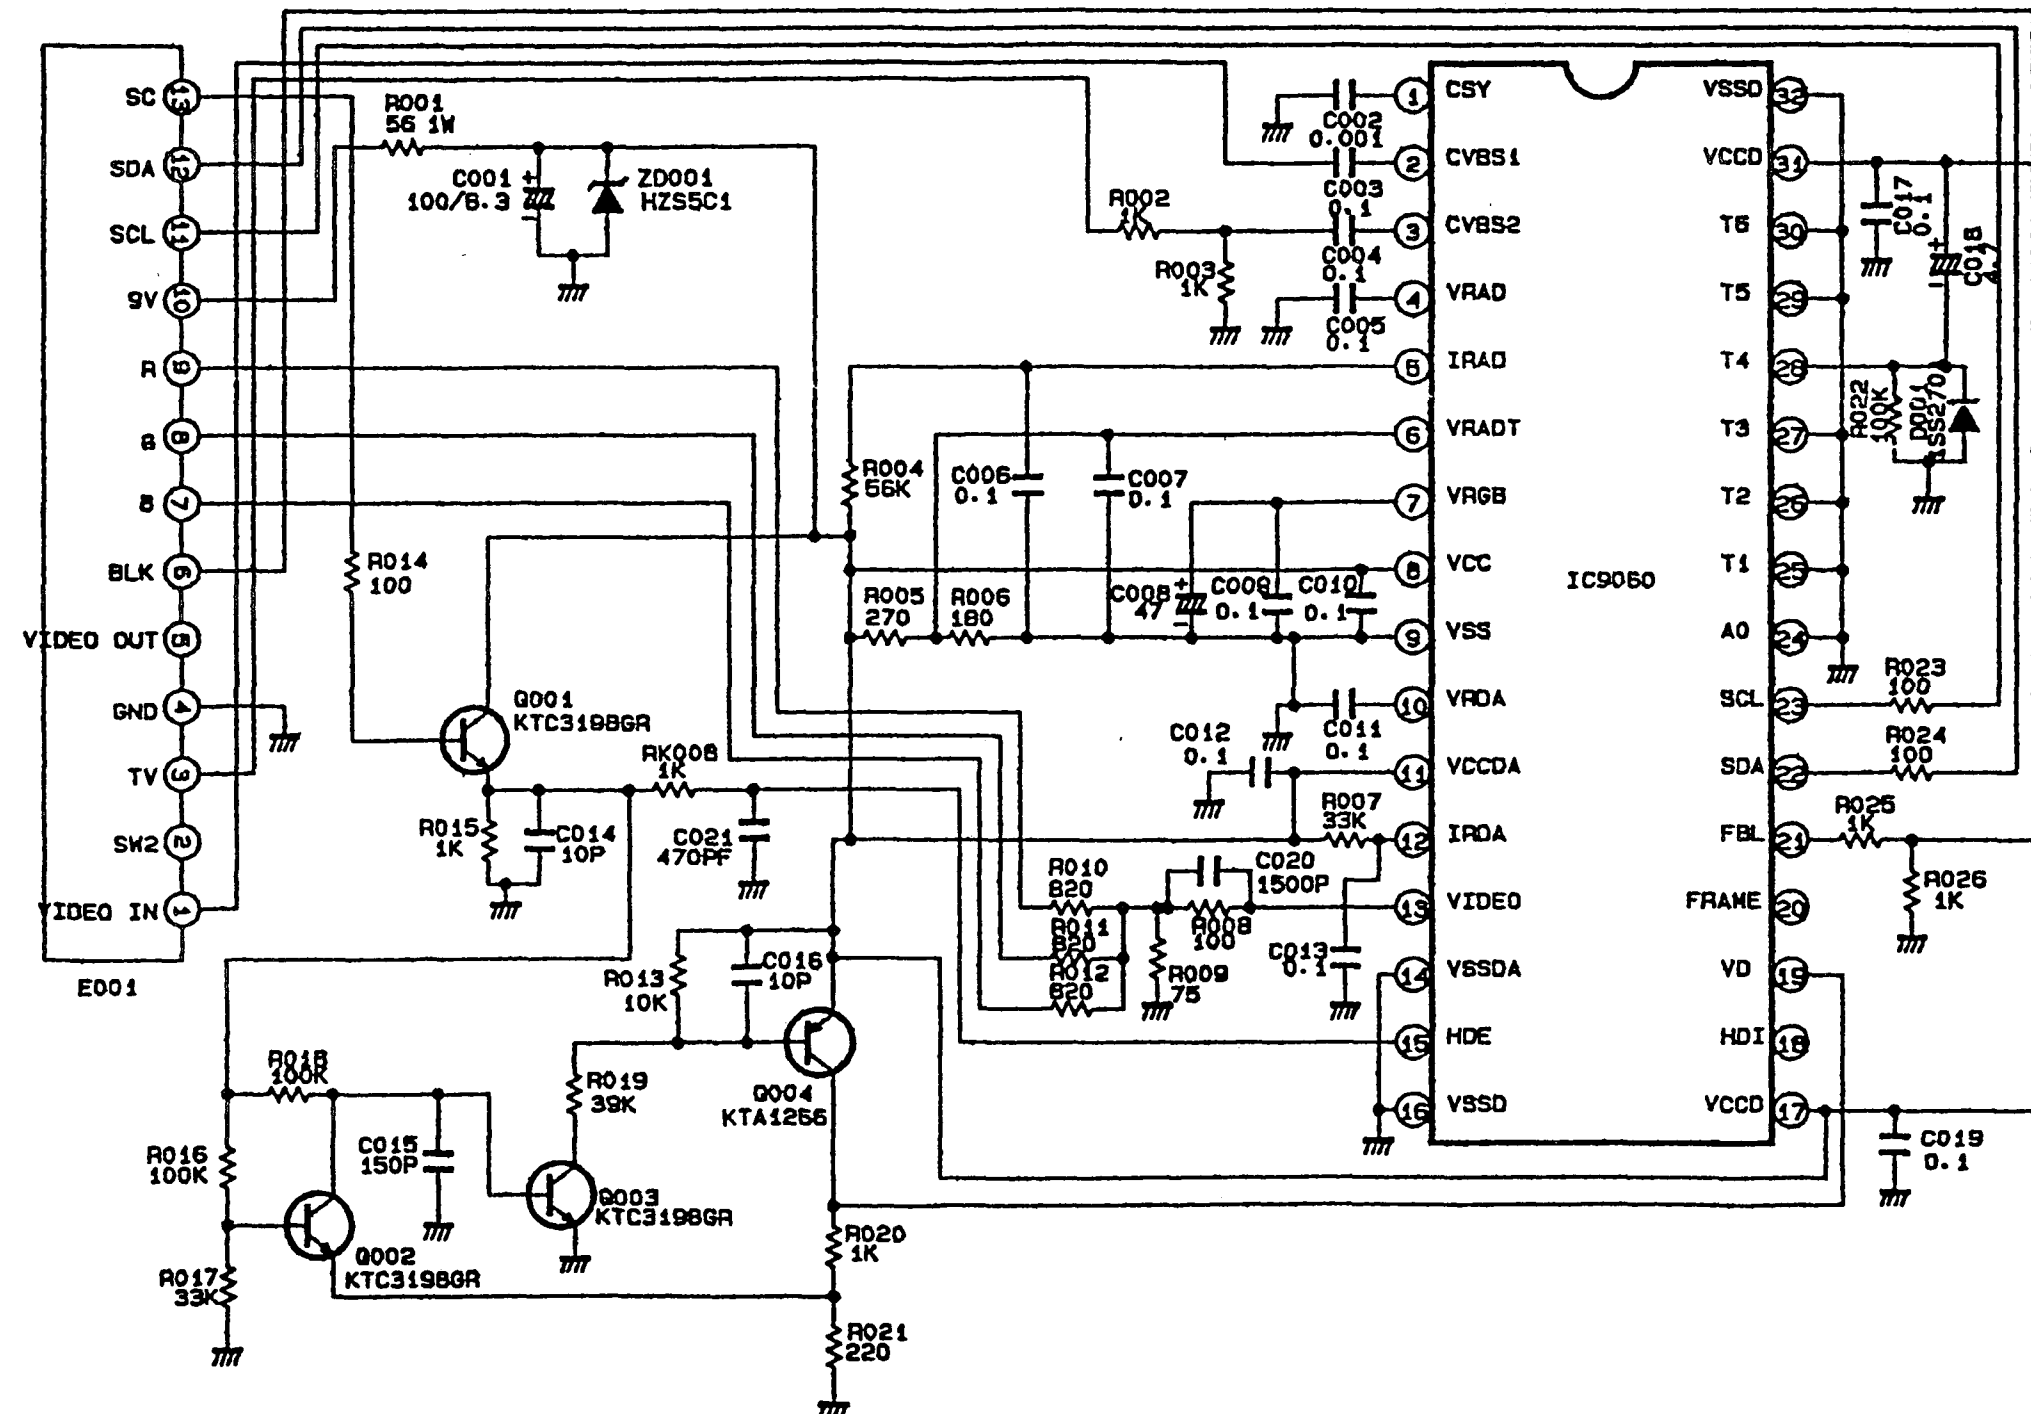 SC
13
SDA
12
SCL
11
9V
10
R
9
G
8
B
7
BLK
6
VIDEO OUT
5
GND
4
TV
3
SW2
2
VIDEO IN
1
E001
R001
56 1W
C001
100/6.3
+
-
ZD001
HZS5C1
R014
100
Q001
KTC3198GR
R015
1K
C014
10P
RK008
1K
C021
470PF
R013
10K
C016
10P
R018
100K
R016
100K
R017
33K
C015
150P
Q002
KTC3198GR
Q003
KTC3198GR
R019
39K
Q004
KTA1266
R020
1K
R021
220
R002
1K
R003
1K
C002
0.001
C003
0.1
C004
0.1
C005
0.1
R004
56K
C006
0.1
C007
0.1
R005
270
R006
180
C008
47
+
-
C009
0.1
C010
0.1
C011
0.1
C012
0.1
R007
33K
R010
820
R011
820
R012
820
C020
1500P
R008
100
R009
75
C013
0.1
1 CSY
2 CVBS1
3 CVBS2
4 VRAD
5 IRAD
6 VRADT
7 VRGB
8 VCC
9 VSS
10 VRDA
11 VCCDA
12 IRDA
13 VIDEO
14 VSSDA
15 HDE
16 VSSD
IC9060
VSSD 32
VCCD 31
T6 30
T5 29
T4 28
T3 27
T2 26
T1 25
A0 24
SCL 23
SDA 22
FBL 21
FRAME 20
VD 19
HDI 18
VCCD 17
C017
0.1
C018
4.7
+
-
R022
100K
D001
1SS270
R023
100
R024
100
R025
1K
R026
1K
C019
0.1